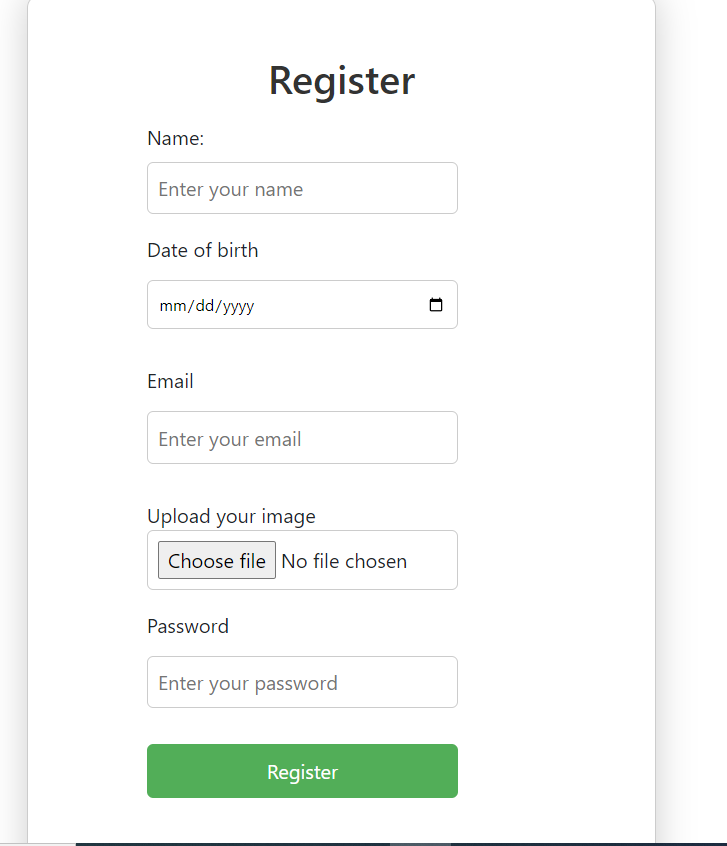 Register
Name:
Enter your name
Date of birth
mm/dd/yyyy
Email
Enter your email
Upload your image
Choose file No file chosen
Password
Enter your password
Register